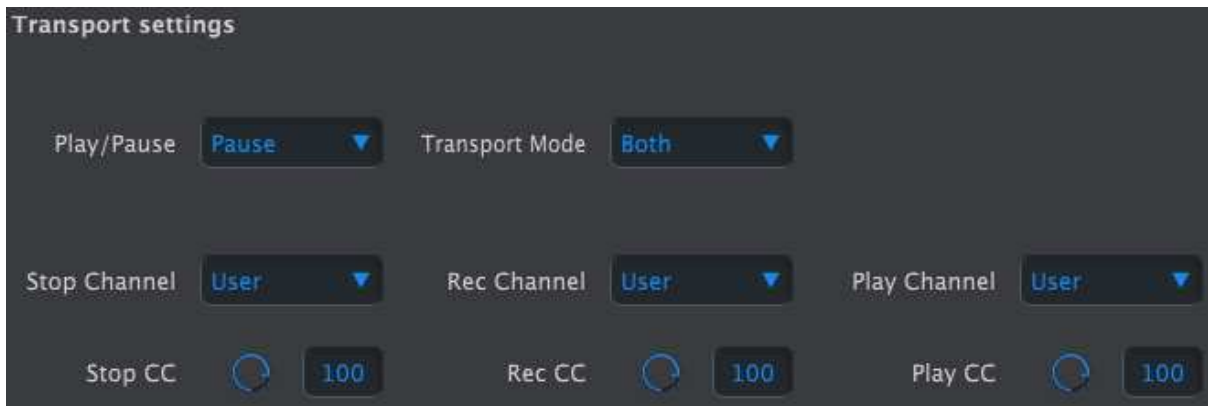 Transport settings
Play/Pause Pause Transport Mode Both
Stop Channel User Rec Channel User Play Channel User
Stop CC 100 Rec CC 100 Play CC 100